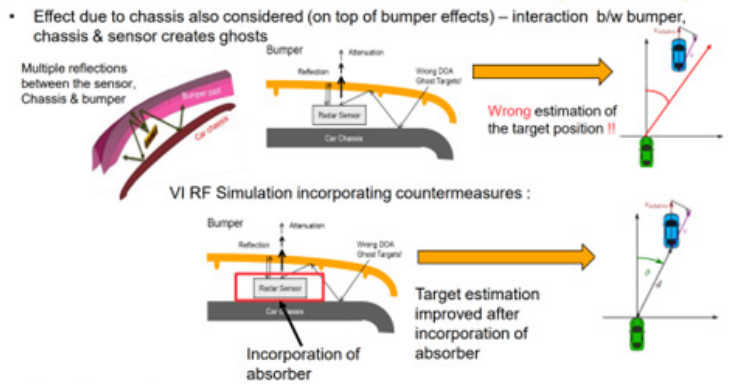 • Effect due to chassis also considered (on top of bumper effects) – interaction b/w bumper,
chassis & sensor creates ghosts
Multiple reflections
between the sensor,
Chassis & bumper
Bumper part
Car chassis
Bumper
Attenuation
Reflection
Wrong DOA
Ghost Targets!
Radar Sensor
Car Chassis
Wrong estimation of
the target position !!
VI RF Simulation incorporating countermeasures :
Bumper
Attenuation
Reflection
Wrong DOA
Ghost Targets!
Radar Sensor
Car Chassis
Incorporation of
absorber
Target estimation
improved after
incorporation of
absorber
θ
d